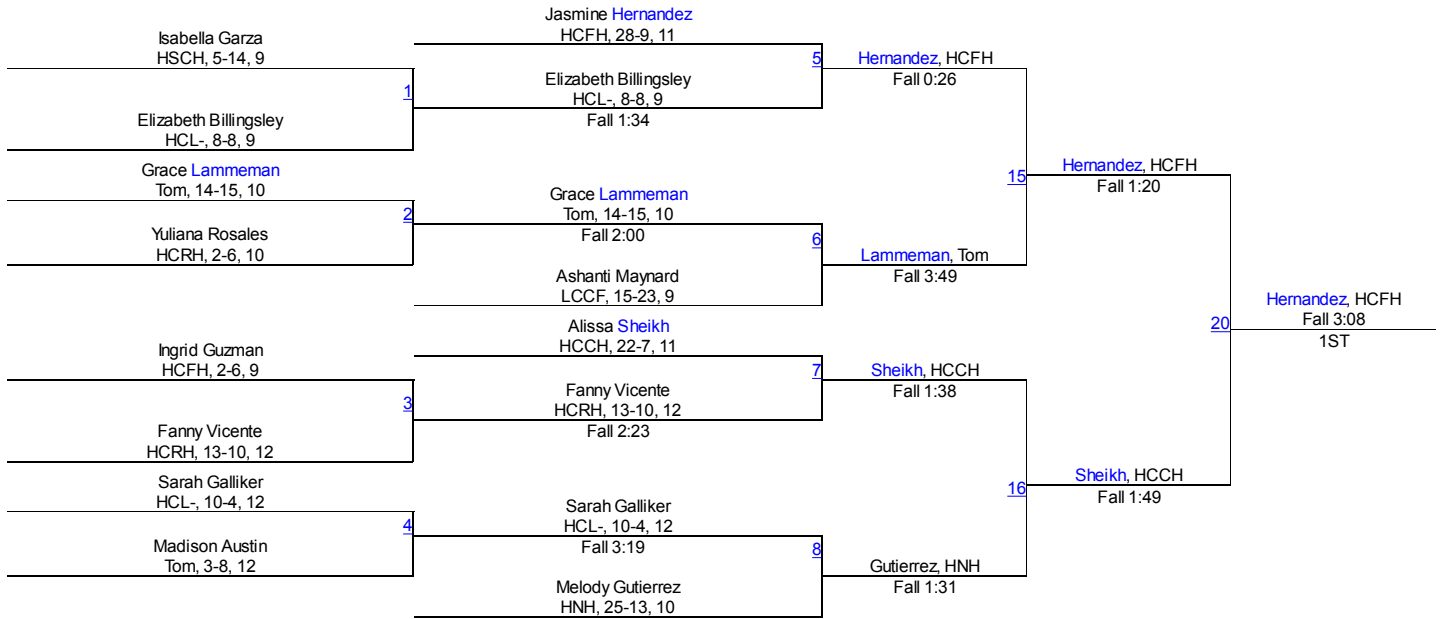 Isabella Garza
HSCH, 5-14, 9
1
Elizabeth Billingsley
HCL-, 8-8, 9
Grace Lammeman
Tom, 14-15, 10
2
Yuliana Rosales
HCRH, 2-6, 10
Ingrid Guzman
HCFH, 2-6, 9
3
Fanny Vicente
HCRH, 13-10, 12
Sarah Galliker
HCL-, 10-4, 12
4
Madison Austin
Tom, 3-8, 12
Jasmine Hernandez
HCFH, 28-9, 11
5
Elizabeth Billingsley
HCL-, 8-8, 9
Fall 1:34
Grace Lammeman
Tom, 14-15, 10
Fall 2:00
6
Ashanti Maynard
LCCF, 15-23, 9
Alissa Sheikh
HCCH, 22-7, 11
7
Fanny Vicente
HCRH, 13-10, 12
Fall 2:23
Sarah Galliker
HCL-, 10-4, 12
Fall 3:19
8
Melody Gutierrez
HNH, 25-13, 10
Hernandez, HCFH
Fall 0:26
15
Lammeman, Tom
Fall 3:49
Sheikh, HCCH
Fall 1:38
16
Gutierrez, HNH
Fall 1:31
Hernandez, HCFH
Fall 1:20
20
Sheikh, HCCH
Fall 1:49
Hernandez, HCFH
Fall 3:08
1ST